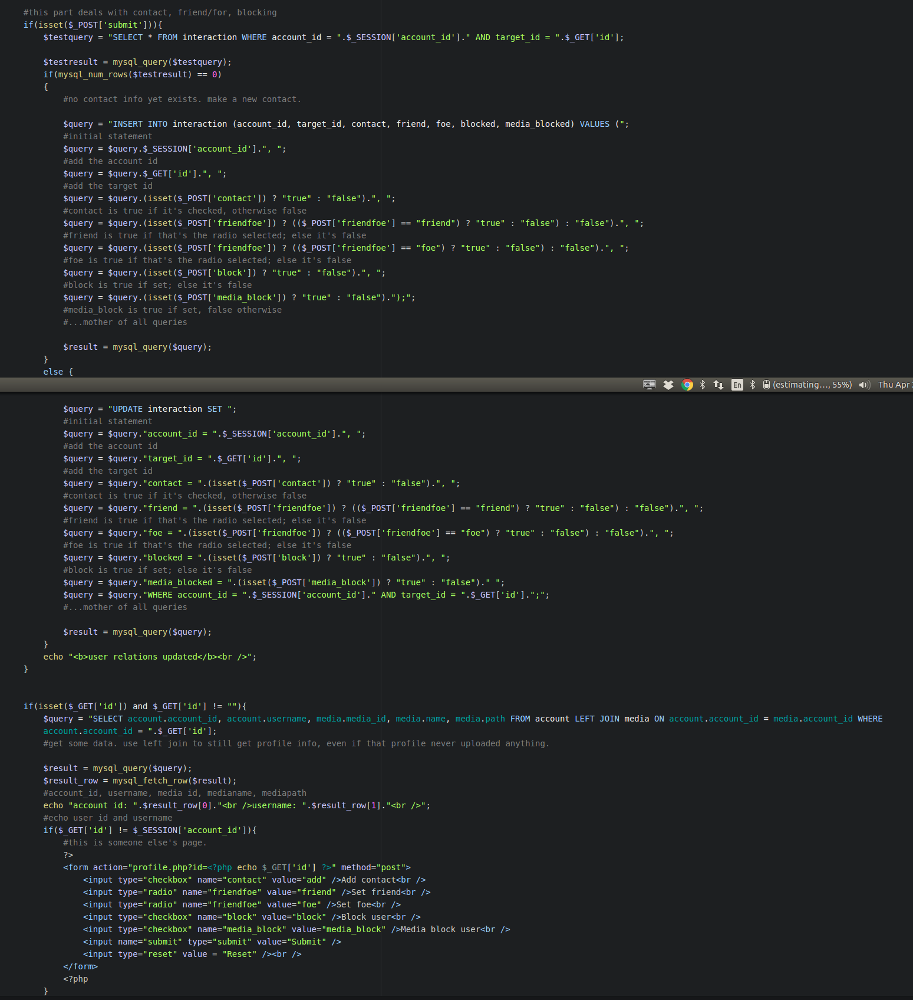 #this part deals with contact, friend/for, blocking
if(isset($_POST['submit'])){
$testquery = "SELECT * FROM interaction WHERE account_id = ".$_SESSION['account_id']." AND target_id = ".$_GET['id'];
$testresult = mysql_query($testquery);
if(mysql_num_rows($testresult) == 0)
{
#no contact info yet exists. make a new contact.
$query = "INSERT INTO interaction (account_id, target_id, contact, friend, foe, blocked, media_blocked) VALUES (";
#initial statement
$query = $query.$_SESSION['account_id'].", ";
#add the account id
$query = $query.$_GET['id'].", ";
#add the target id
$query = $query.(isset($_POST['contact']) ? "true" : "false").", ";
#contact is true if it's checked, otherwise false
$query = $query.(isset($_POST['friendfoe']) ? (($_POST['friendfoe'] == "friend") ? "true" : "false") : "false").", ";
#friend is true if that's the radio selected; else it's false
$query = $query.(isset($_POST['friendfoe']) ? (($_POST['friendfoe'] == "foe") ? "true" : "false") : "false").", ";
#foe is true if that's the radio selected; else it's false
$query = $query.(isset($_POST['block']) ? "true" : "false").", ";
#block is true if set; else it's false
$query = $query.(isset($_POST['media_block']) ? "true" : "false").");";
#media_block is true if set, false otherwise
#...mother of all queries
$result = mysql_query($query);
}
else {
En (estimating..., 55%) Thu Apr
$query = "UPDATE interaction SET ";
#initial statement
$query = $query."account_id = ".$_SESSION['account_id'].", ";
#add the account id
$query = $query."target_id = ".$_GET['id'].", ";
#add the target id
$query = $query."contact = ".(isset($_POST['contact']) ? "true" : "false").", ";
#contact is true if it's checked, otherwise false
$query = $query."friend = ".(isset($_POST['friendfoe']) ? (($_POST['friendfoe'] == "friend") ? "true" : "false") : "false").", ";
#friend is true if that's the radio selected; else it's false
$query = $query."foe = ".(isset($_POST['friendfoe']) ? (($_POST['friendfoe'] == "foe") ? "true" : "false") : "false").", ";
#foe is true if that's the radio selected; else it's false
$query = $query."blocked = ".(isset($_POST['block']) ? "true" : "false").", ";
#block is true if set; else it's false
$query = $query."media_blocked = ".(isset($_POST['media_block']) ? "true" : "false")." ";
$query = $query."WHERE account_id = ".$_SESSION['account_id']." AND target_id = ".$_GET['id'].";";
#...mother of all queries
$result = mysql_query($query);
}
echo "<b>user relations updated</b><br />";
}
if(isset($_GET['id']) and $_GET['id'] != ""){
$query = "SELECT account.account_id, account.username, media.media_id, media.name, media.path FROM account LEFT JOIN media ON account.account_id = media.account_id WHERE
account.account_id = ".$_GET['id'];
#get some data. use left join to still get profile info, even if that profile never uploaded anything.
$result = mysql_query($query);
$result_row = mysql_fetch_row($result);
#account_id, username, media id, medianame, mediapath
echo "account id: ".$result_row[0]."<br />username: ".$result_row[1]."<br />";
#echo user id and username
if($_GET['id'] != $_SESSION['account_id']){
#this is someone else's page.
?>
<form action="profile.php?id=<?php echo $_GET['id'] ?>" method="post">
<input type="checkbox" name="contact" value="add" />Add contact<br />
<input type="radio" name="friendfoe" value="friend" />Set friend<br />
<input type="radio" name="friendfoe" value="foe" />Set foe<br />
<input type="checkbox" name="block" value="block" />Block user<br />
<input type="checkbox" name="media_block" value="media_block" />Media block user<br />
<input name="submit" type="submit" value="Submit" />
<input type="reset" value = "Reset" /><br />
</form>
<?php
}